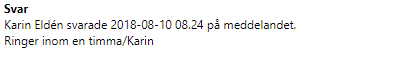 Svar
Karin Eldén svarade 2018-08-10 08.24 på meddelandet.
Ringer inom en timma/Karin